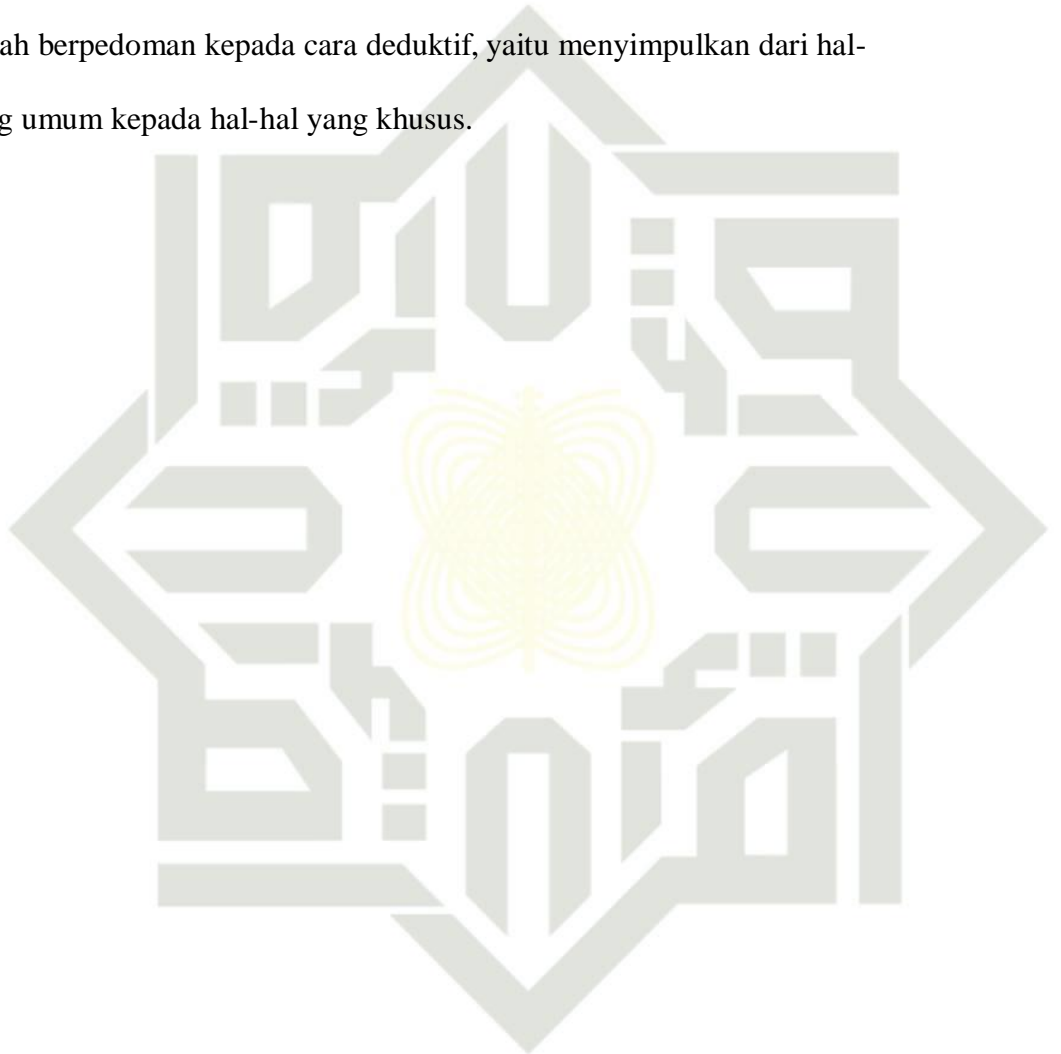 ah berpedoman kepada cara deduktif, yaitu menyimpulkan dari hal-
g umum kepada hal-hal yang khusus.